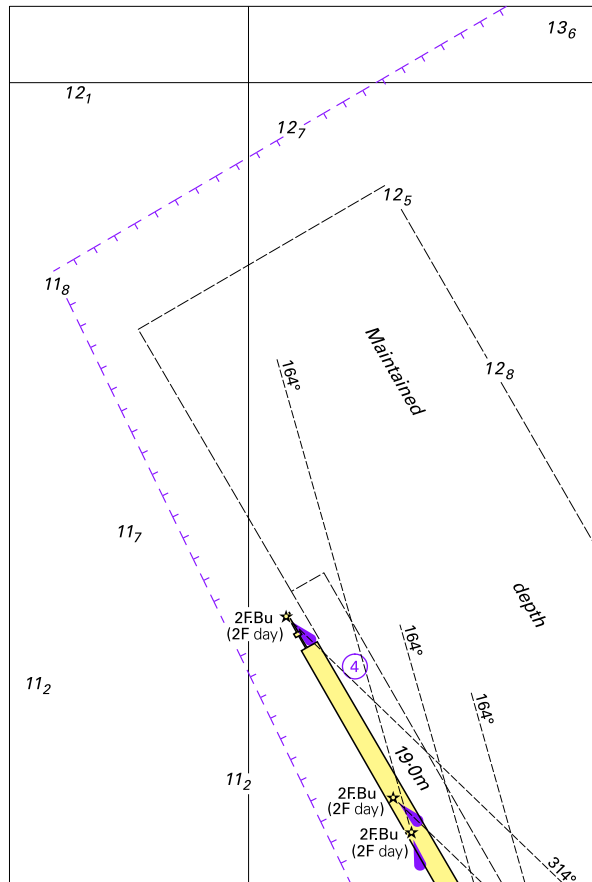 13₆
12₁
12₇
12₅
11₈
Maintained
164°
12₈
11₇
depth
2F.Bu
(2F day)
164°
4
11₂
164°
19·0m
11₂
2F.Bu
(2F day)
2F.Bu
(2F day)
314°